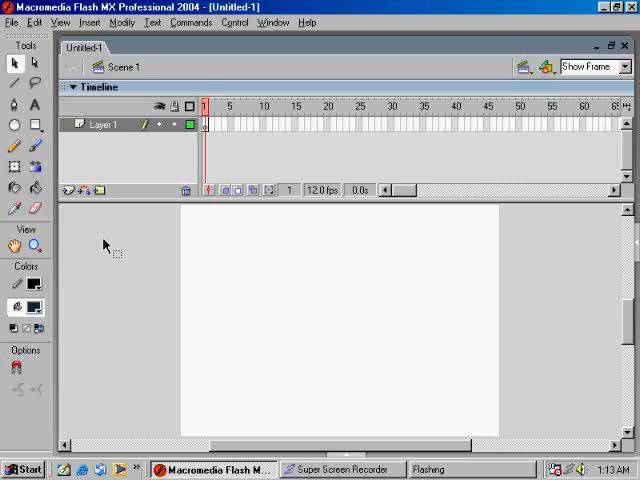 Macromedia Flash MX Professional 2004 - [Untitled-1]
File Edit View Insert Modify Text Commands Control Window Help
Tools
Untitled-1
Scene 1
Show Frame
Timeline
1 5 10 15 20 25 30 35 40 45 50 55 60 65
Layer 1
1 12.0 fps 0.0s
View
Colors
Options
Start
Macromedia Flash M...
Super Screen Recorder
Flashing
1:13 AM